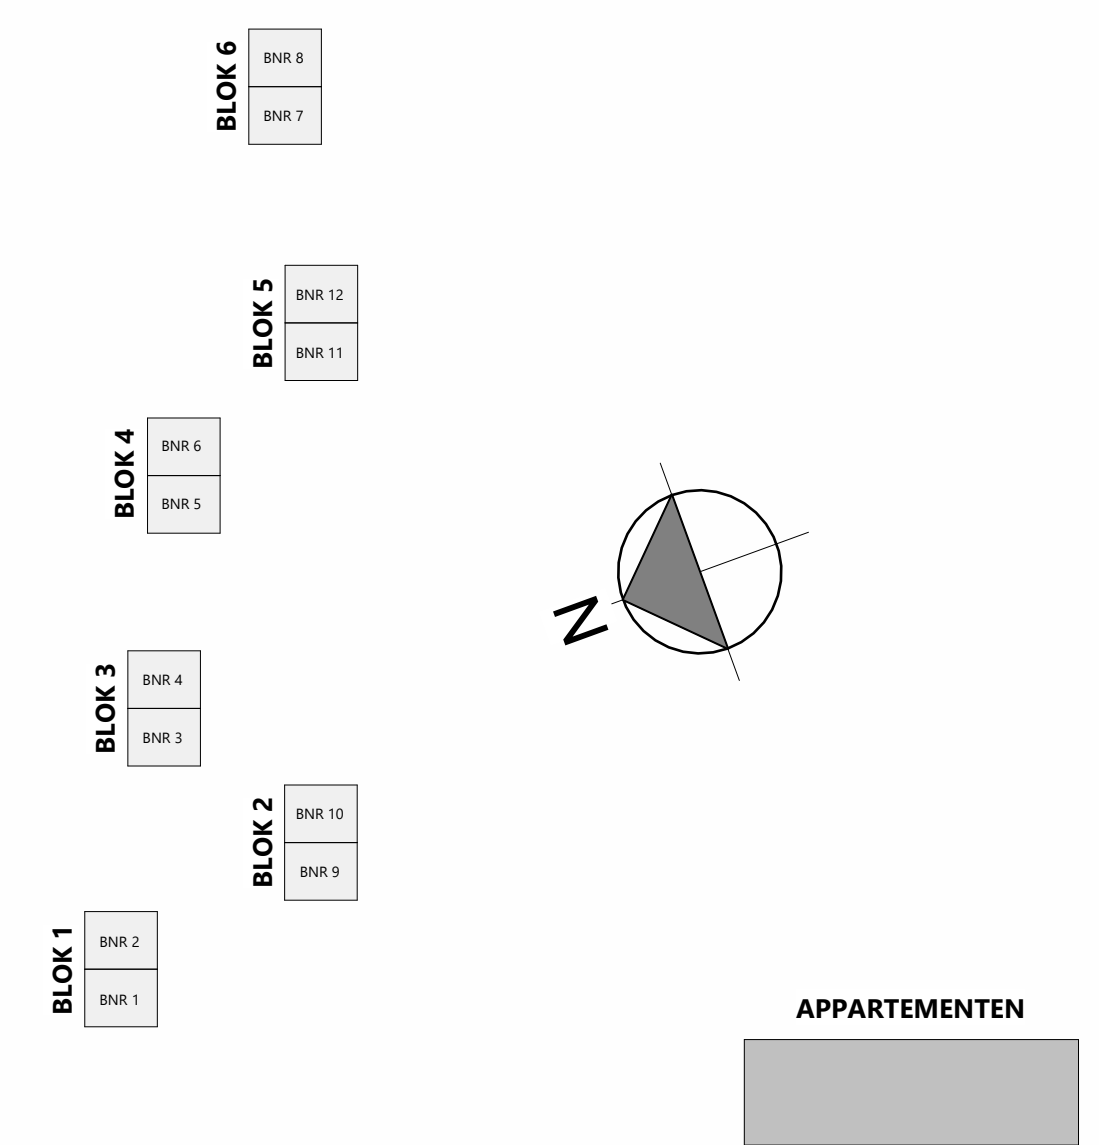 BLOK 6
BNR 8
BNR 7
BLOK 5
BNR 12
BNR 11
BLOK 4
BNR 6
BNR 5
N
BLOK 3
BNR 4
BNR 3
BLOK 2
BNR 10
BNR 9
BLOK 1
BNR 2
BNR 1
APPARTEMENTEN